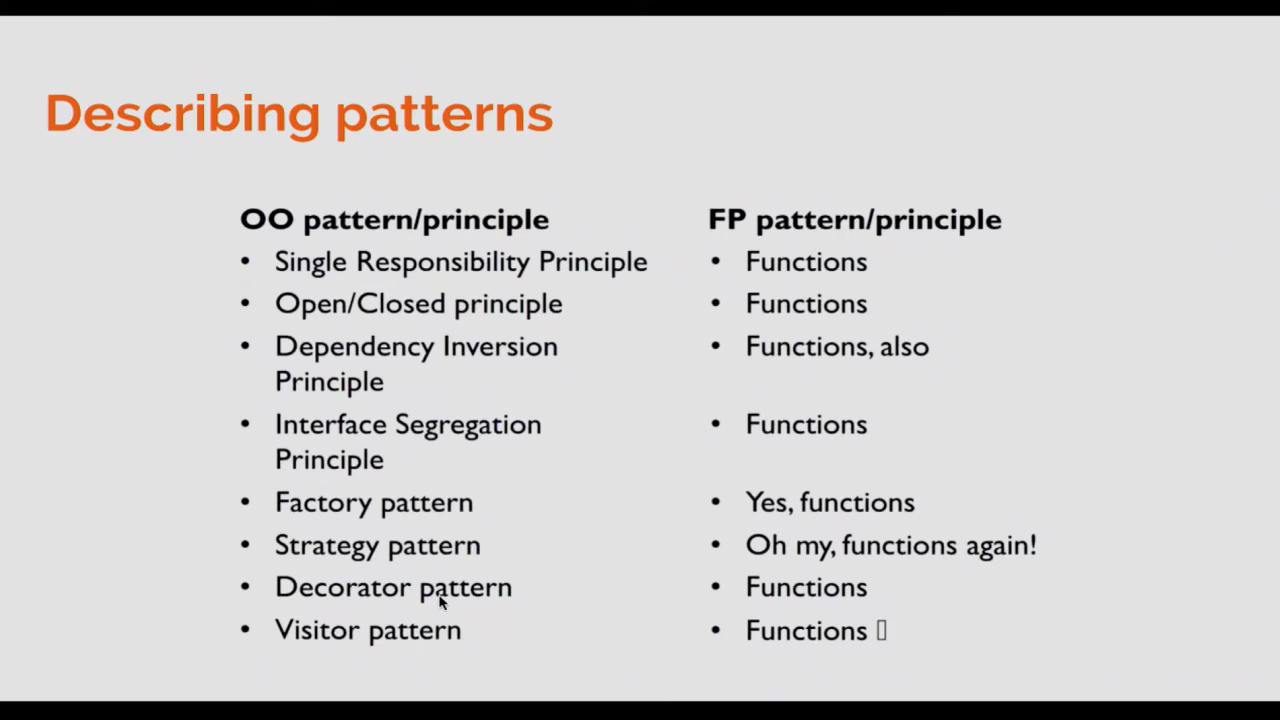 Describing patterns
OO pattern/principle
• Single Responsibility Principle
• Open/Closed principle
• Dependency Inversion
Principle
• Interface Segregation
Principle
• Factory pattern
• Strategy pattern
• Decorator pattern
• Visitor pattern
FP pattern/principle
• Functions
• Functions
• Functions, also
• Functions
• Yes, functions
• Oh my, functions again!
• Functions
• Functions